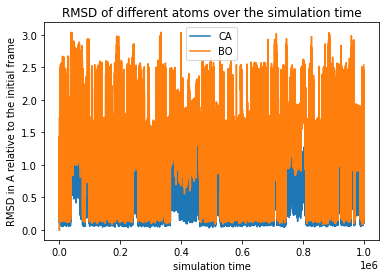 RMSD of different atoms over the simulation time
CA
BO
RMSD in A relative to the initial frame
3.0
2.5
2.0
1.5
1.0
0.5
0.0
0.0 0.2 0.4 0.6 0.8 1.0
1e6
simulation time